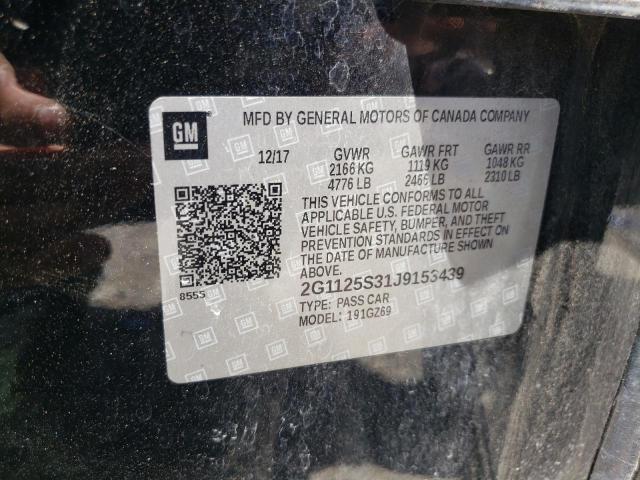 GM
MFD BY GENERAL MOTORS OF CANADA COMPANY
12/17 GVWR GAWR FRT GAWR RR
2166 KG 1119 KG 1048 KG
4776 LB 2466 LB 2310 LB
THIS VEHICLE CONFORMS TO ALL
APPLICABLE U.S. FEDERAL MOTOR
VEHICLE SAFETY, BUMPER, AND THEFT
PREVENTION STANDARDS IN EFFECT ON
THE DATE OF MANUFACTURE SHOWN
ABOVE.
8555
2G1125S31J9153439
TYPE: PASS CAR
MODEL: 191GZ69